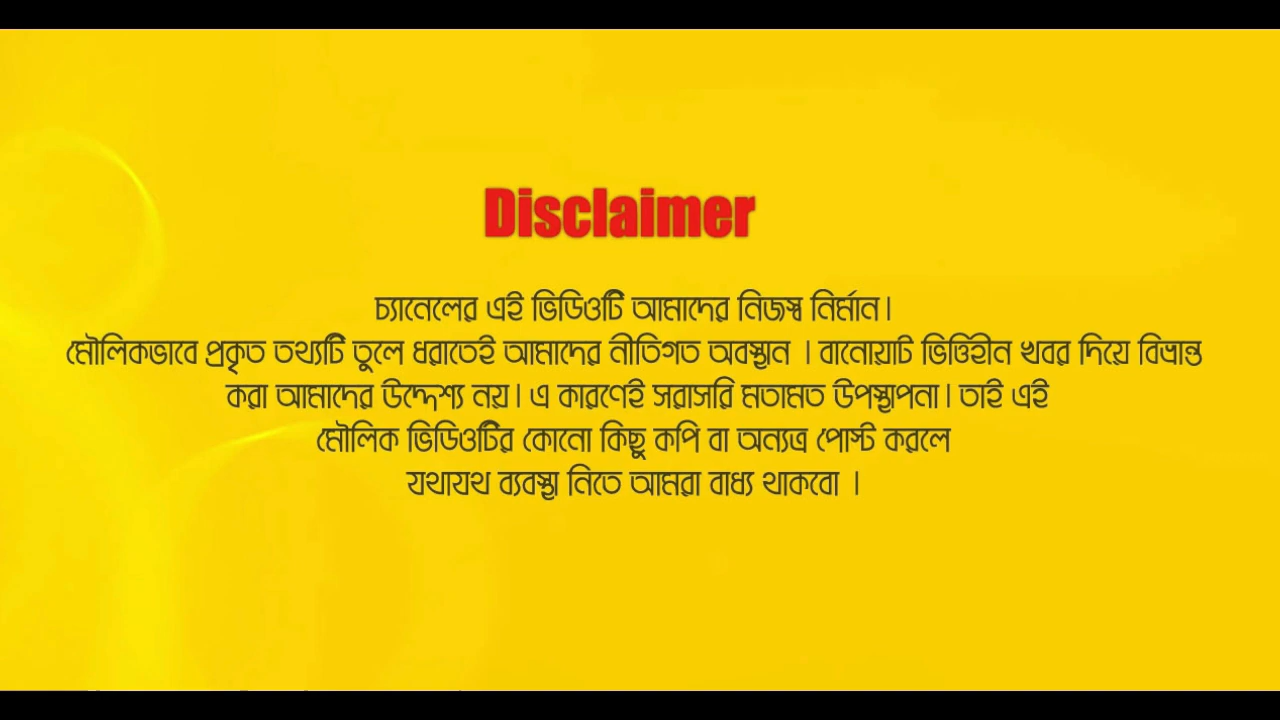 Disclaimer
চ্যানেলের এই ভিডিওটি আমাদের নিজস্ব নির্মান।
মৌলিকভাবে প্রকৃত তথ্যটি তুলে ধরাতেই আমাদের নীতিগত অবস্থান । বানোয়াট ভিত্তিহীন খবর দিয়ে বিভ্রান্ত
করা আমাদের উদ্দেশ্য নয়। এ কারণেই সরাসরি মতামত উপস্থাপনা। তাই এই
মৌলিক ভিডিওটির কোনো কিছু কপি বা অন্যত্র পোস্ট করলে
যথাযথ ব্যবস্থা নিতে আমরা বাধ্য থাকবো ।